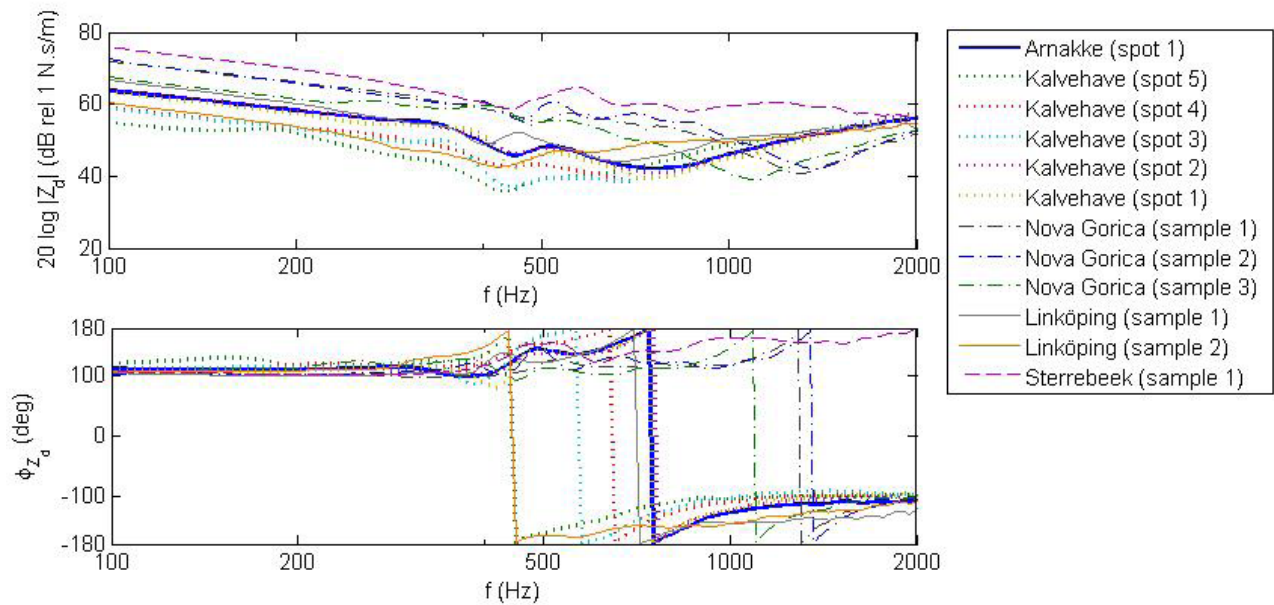 20 log |Z_d| (dB rel 1 N.s/m)
80
60
40
20
100
200
500
1000
2000
f (Hz)
ϕ_Z_d (deg)
180
100
0
-100
-180
100
200
500
1000
2000
f (Hz)
Arnakke (spot 1)
Kalvehave (spot 5)
Kalvehave (spot 4)
Kalvehave (spot 3)
Kalvehave (spot 2)
Kalvehave (spot 1)
Nova Gorica (sample 1)
Nova Gorica (sample 2)
Nova Gorica (sample 3)
Linköping (sample 1)
Linköping (sample 2)
Sterrebeek (sample 1)